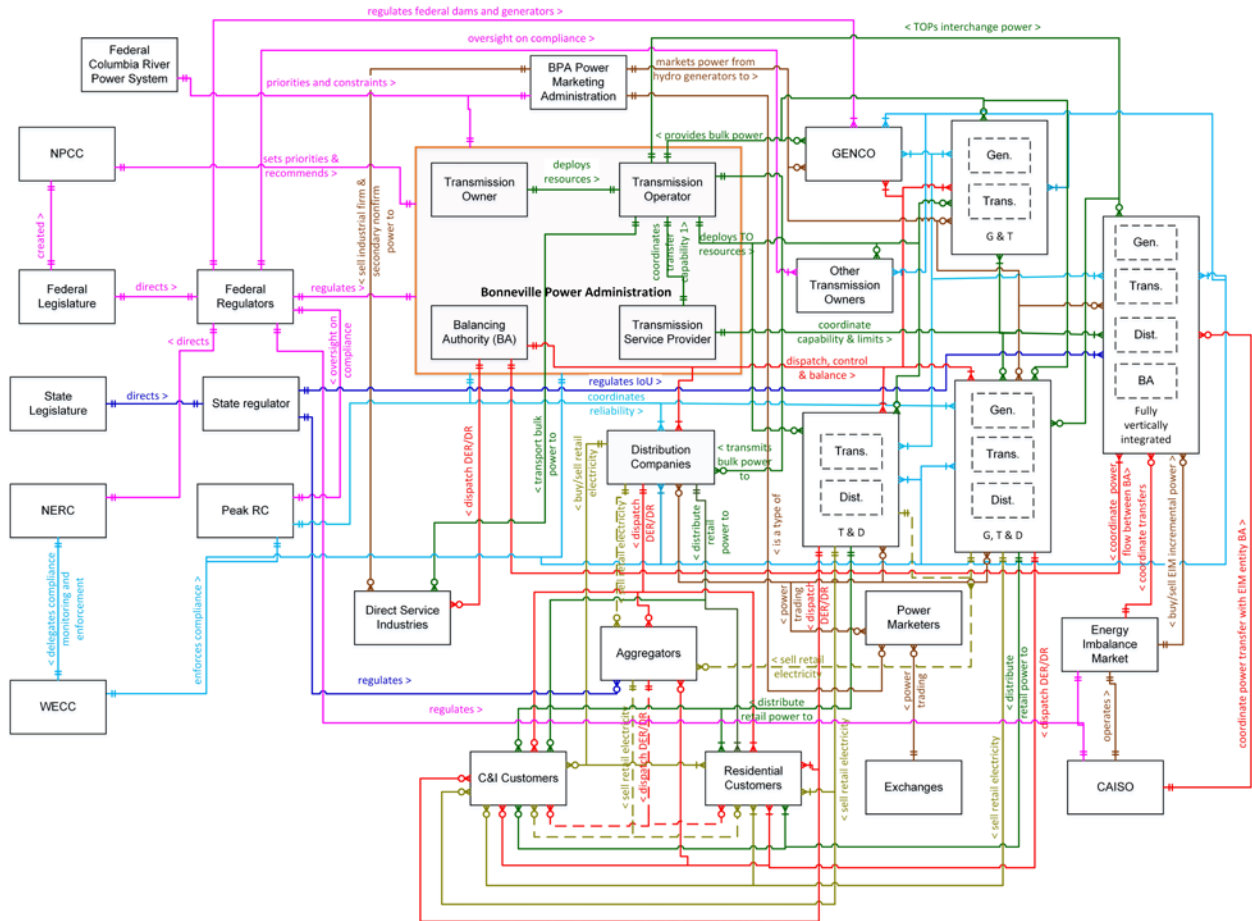 regulates federal dams and generators >
< TOPs interchange power >
oversight on compliance >
Federal
Columbia River
Power System
BPA Power
Marketing
Administration
markets power from
hydro generators to >
priorities and constraints >
NPCC
sets priorities &
recommends >
< provides bulk power
GENCO
Gen.
Trans.
G & T
deploys
resources >
Transmission
Owner
Transmission
Operator
< sell industrial firm &
secondary nonfirm
power to
created >
coordinates
transfer
capability 1>
deploys TO
resources >
Gen.
Trans.
Dist.
BA
Fully
vertically
integrated
Other
Transmission
Owners
Federal
Legislature
directs >
Federal
Regulators
regulates >
Bonneville Power Administration
Balancing
Authority (BA)
Transmission
Service Provider
coordinate
capability & limits >
< directs
< oversight on
compliance
dispatch, control
& balance >
State
Legislature
directs >
State regulator
regulates IoU >
coordinates
reliability >
Gen.
Trans.
Dist.
G, T & D
< transport bulk
power to
< dispatch DER/DR
< buy/sell retail
electricity
Distribution
Companies
< transmits
bulk power
to
Trans.
Dist.
T & D
NERC
Peak RC
sell retail electricity
< dispatch
DER/DR
< distribute
retail
power to
< is a type of
< coordinate power
flow between BA>
< coordinate transfers
< buy/sell EIM incremental power >
coordinate power transfer with EIM entity BA >
< delegates compliance
monitoring and
enforcement
enforces compliance >
Direct Service
Industries
< power
trading
< dispatch
DER/DR
Power
Marketers
Energy
Imbalance
Market
Aggregators
< sell retail
electricity
WECC
regulates >
< power
trading
< distribute
retail power to
< dispatch DER/DR
regulates >
< distribute
retail power to
operates >
< sell retail electricity
< dispatch DER/DR
C&I Customers
Residential
Customers
< sell retail electricity
Exchanges
< sell retail electricity
CAISO